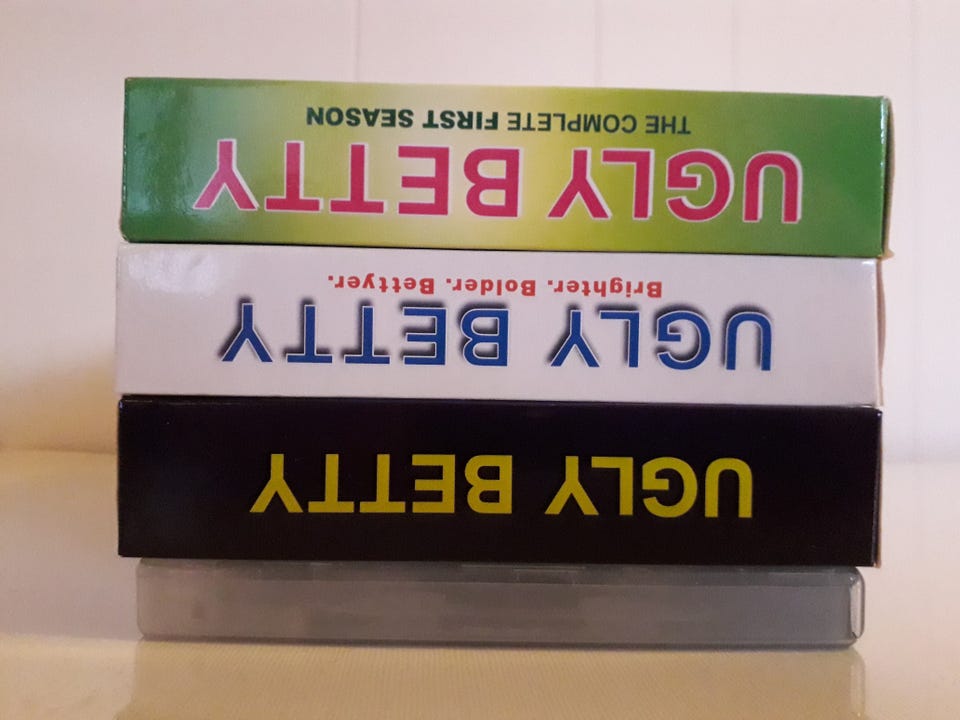 UGLY BETTY
THE COMPLETE FIRST SEASON
UGLY BETTY
Brighter. Bolder. Bettyer.
UGLY BETTY